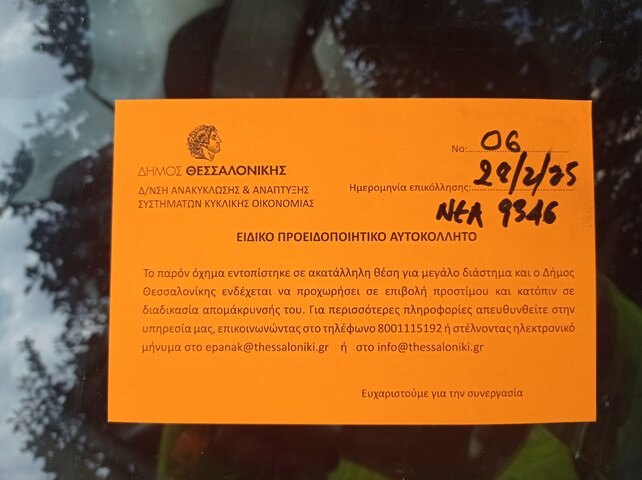 Νο:......06......
ΔΗΜΟΣ ΘΕΣΣΑΛΟΝΙΚΗΣ
Δ/ΝΣΗ ΑΝΑΚΥΚΛΩΣΗΣ & ΑΝΑΠΤΥΞΗΣ
ΣΥΣΤΗΜΑΤΩΝ ΚΥΚΛΙΚΗΣ ΟΙΚΟΝΟΜΙΑΣ
Ημερομηνία επικόλλησης:...28/2/25...
ΝΕΑ 9346
ΕΙΔΙΚΟ ΠΡΟΕΙΔΟΠΟΙΗΤΙΚΟ ΑΥΤΟΚΟΛΛΗΤΟ
Το παρόν όχημα εντοπίστηκε σε ακατάλληλη θέση για μεγάλο διάστημα και ο Δήμος
Θεσσαλονίκης ενδέχεται να προχωρήσει σε επιβολή προστίμου και κατόπιν σε
διαδικασία απομάκρυνσής του. Για περισσότερες πληροφορίες απευθυνθείτε στην
υπηρεσία μας, επικοινωνώντας στο τηλέφωνο 8001115192 ή στέλνοντας ηλεκτρονικό
μήνυμα στο epanak@thessaloniki.gr ή στο info@thessaloniki.gr
Ευχαριστούμε για την συνεργασία